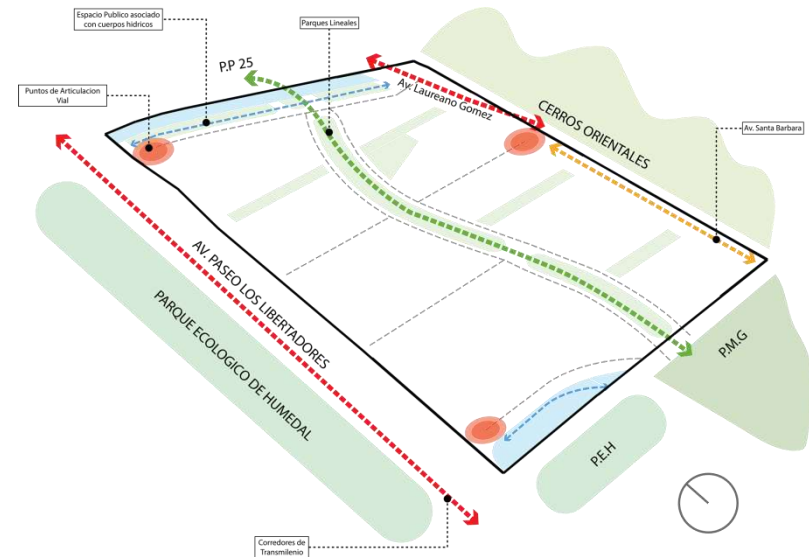 Espacio Publico asociado
con cuerpos hidricos
Parques Lineales
P.P 25
Puntos de Articulacion
Vial
Av. Laureano Gomez
CERROS ORIENTALES
Av. Santa Barbara
AV. PASEO LOS LIBERTADORES
PARQUE ECOLOGICO DE HUMEDAL
P.M.G
P.E.H
Corredores de
Transmilenio